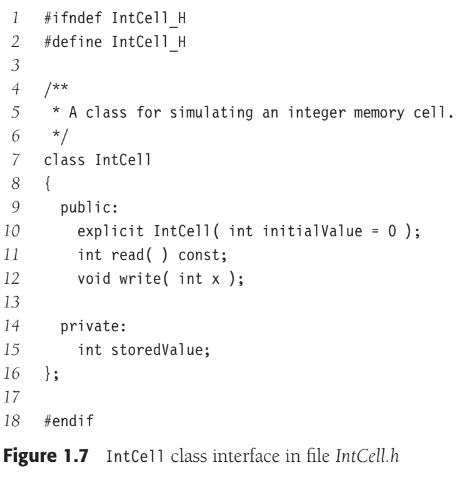 1 #ifndef IntCell_H
2 #define IntCell_H
3
4 /**
5 * A class for simulating an integer memory cell.
6 */
7 class IntCell
8 {
9 public:
10 explicit IntCell( int initialValue = 0 );
11 int read( ) const;
12 void write( int x );
13
14 private:
15 int storedValue;
16 };
17
18 #endif
Figure 1.7 IntCell class interface in file IntCell.h